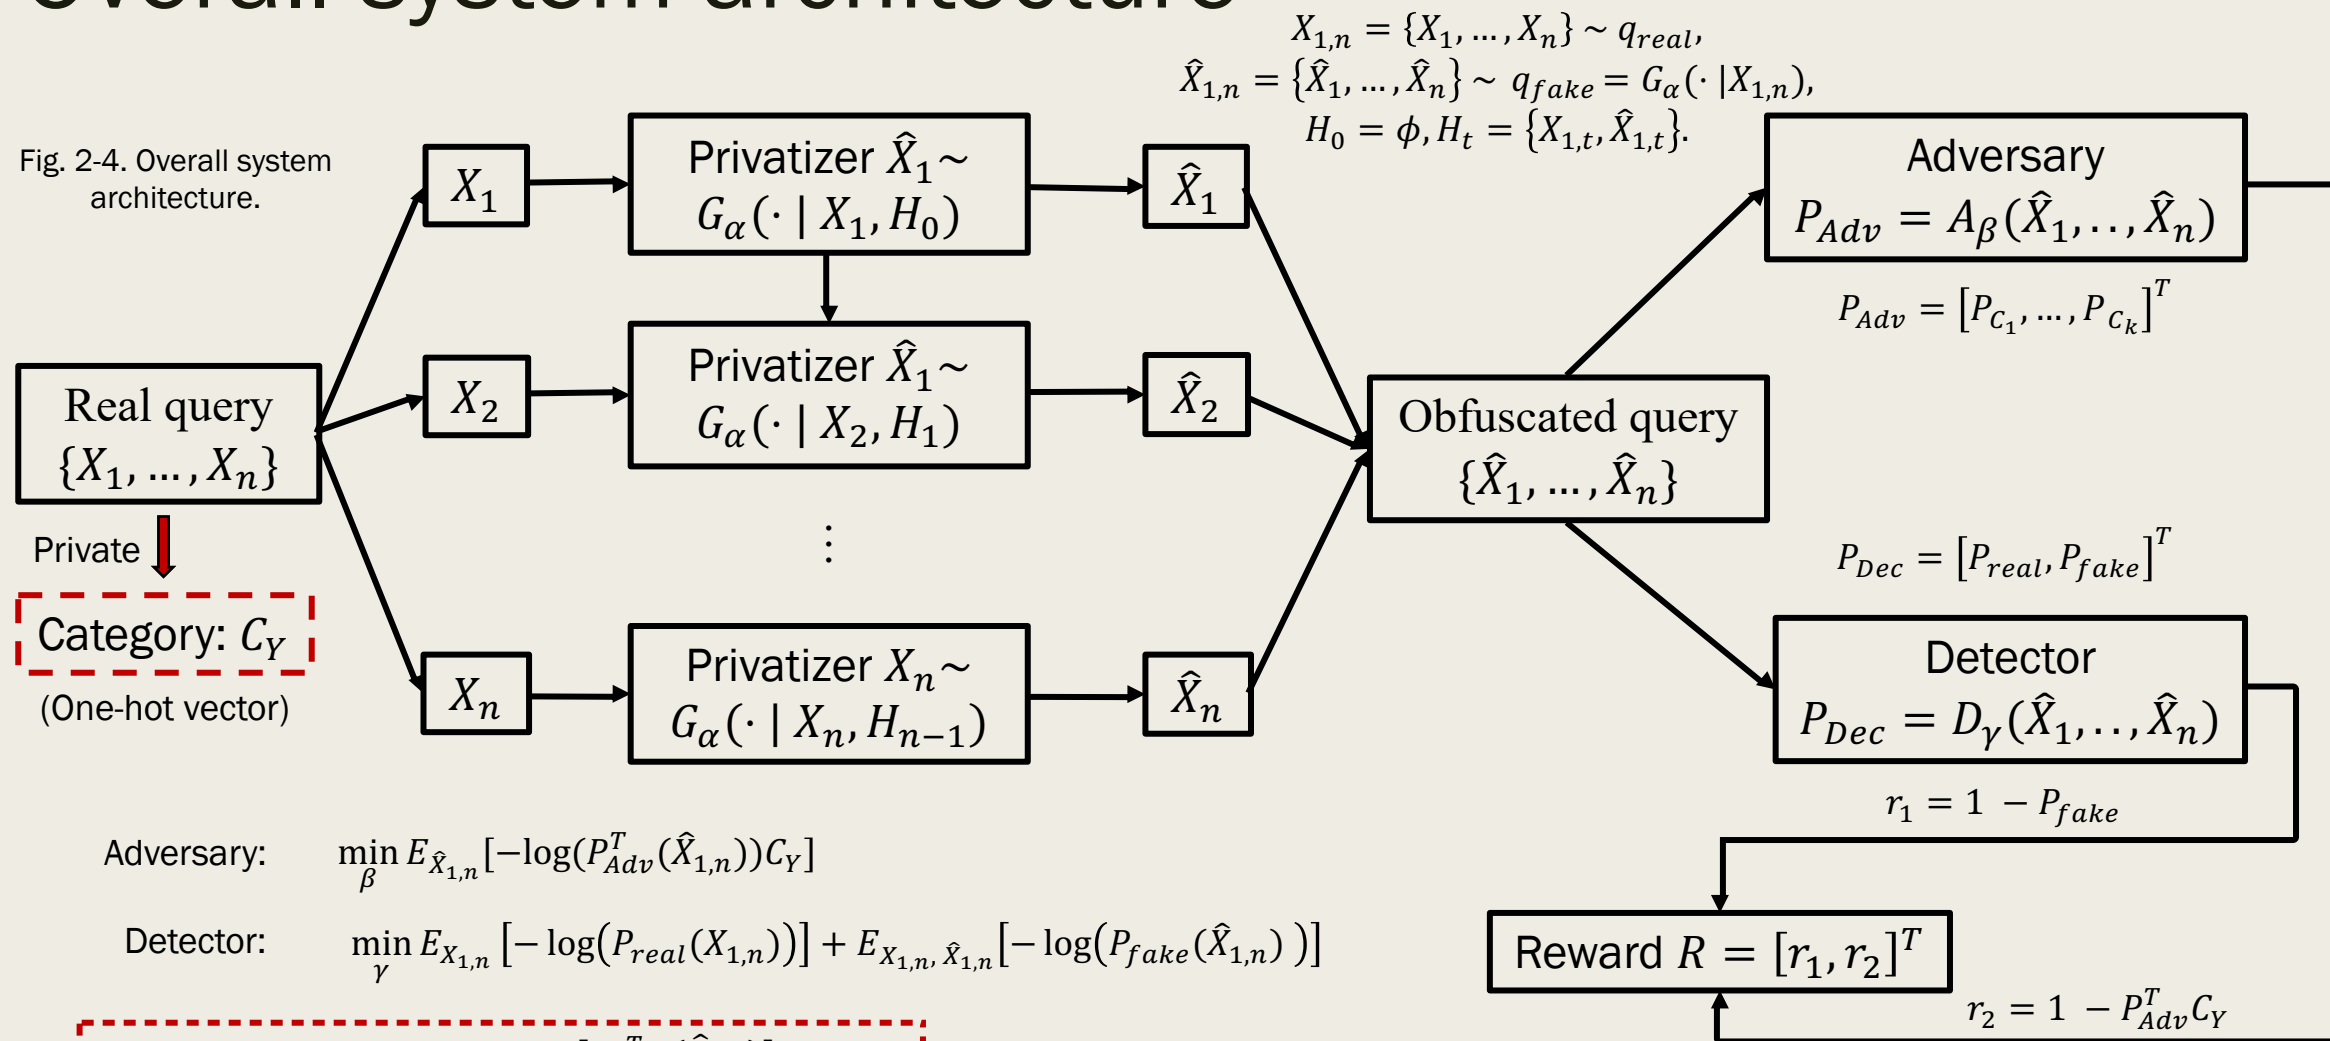 Overall system architecture
X_{1,n} = {X_1, …, X_n} ~ q_{real},
X̂_{1,n} = {X̂_1, …, X̂_n} ~ q_{fake} = G_α(· |X_{1,n}),
H_0 = ϕ, H_t = {X_{1,t}, X̂_{1,t}}.
Fig. 2-4. Overall system
architecture.
X_1
Privatizer X̂_1~
G_α(· | X_1, H_0)
X̂_1
Adversary
P_{Adv} = A_β(X̂_1, . . , X̂_n)
P_{Adv} = [P_{C_1}, … , P_{C_k}]^T
Real query
{X_1, … , X_n}
X_2
Privatizer X̂_1~
G_α(· | X_2, H_1)
X̂_2
Obfuscated query
{X̂_1, … , X̂_n}
Private
Category: C_Y
(One-hot vector)
⋮
X_n
Privatizer X_n~
G_α(· | X_n, H_{n−1})
X̂_n
P_{Dec} = [P_{real}, P_{fake}]^T
Detector
P_{Dec} = D_γ(X̂_1, . . , X̂_n)
r_1 = 1 − P_{fake}
Adversary: min_β E_{X̂_{1,n}}[−log(P^T_{Adv}(X̂_{1,n}))C_Y]
Detector: min_γ E_{X_{1,n}}[− log(P_{real}(X_{1,n}))] + E_{X_{1,n}, X̂_{1,n}}[− log(P_{fake}(X̂_{1,n}) )]
Reward R = [r_1, r_2]^T
r_2 = 1 − P^T_{Adv}C_Y